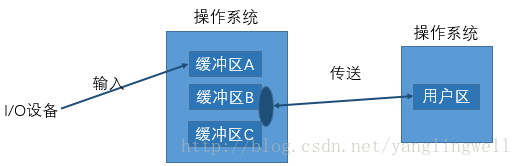 操作系统
操作系统
缓冲区A
输入
传送
缓冲区B
用户区
I/O设备
缓冲区C
http://blog.csdn.net/yanglingwell